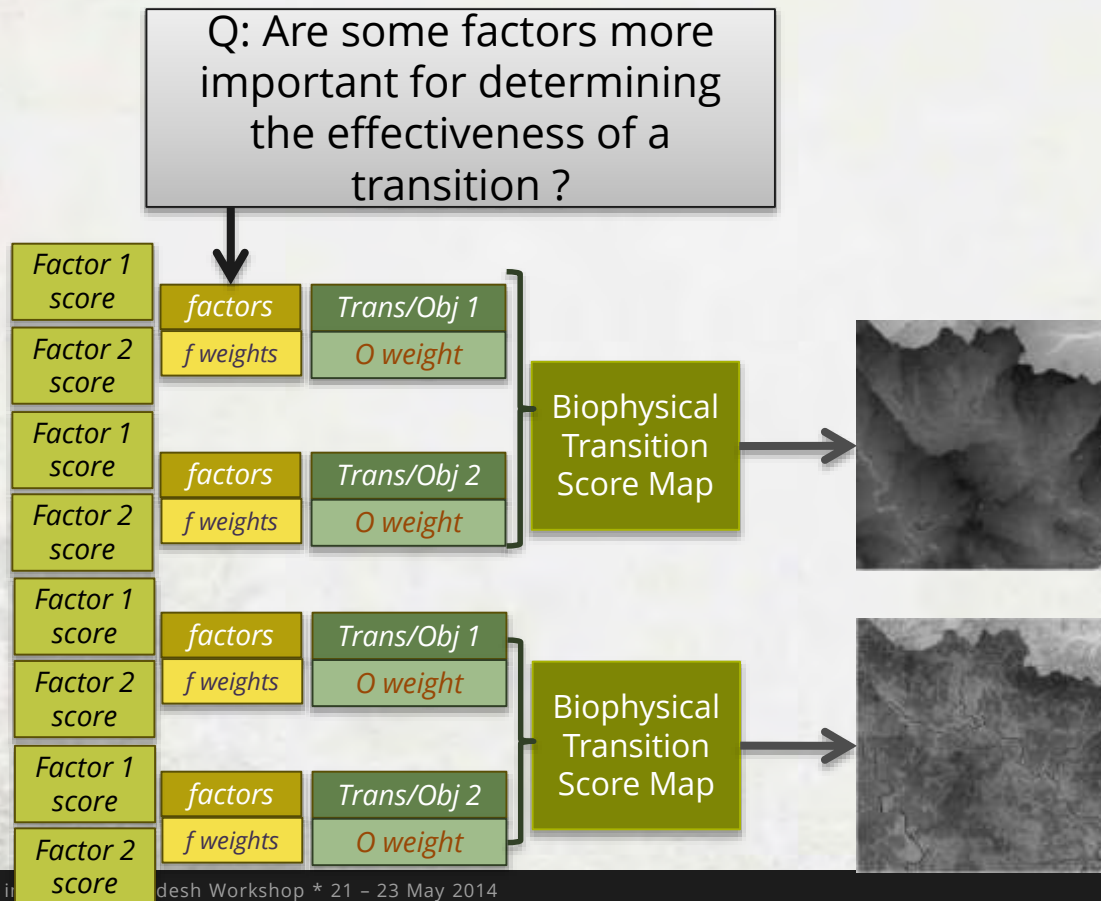 Q: Are some factors more
important for determining
the effectiveness of a
transition ?
Factor 1
score
Factor 2
score
factors
f weights
Trans/Obj 1
O weight
Factor 1
score
Factor 2
score
factors
f weights
Trans/Obj 2
O weight
Biophysical
Transition
Score Map
Factor 1
score
Factor 2
score
factors
f weights
Trans/Obj 1
O weight
Factor 1
score
Factor 2
score
factors
f weights
Trans/Obj 2
O weight
Biophysical
Transition
Score Map
desh Workshop * 21 – 23 May 2014